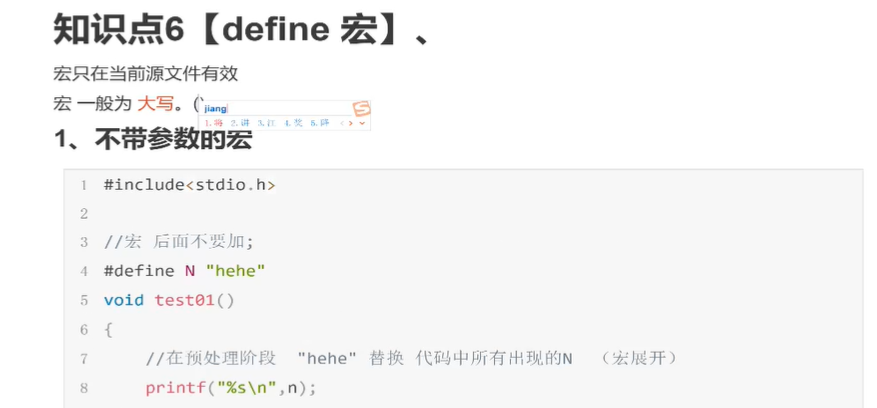 知识点6【define 宏】、
宏只在当前源文件有效
宏 一般为 大写。(
jiang
1.将 2.讲 3.江 4.奖 5.降
1、不带参数的宏
1 #include<stdio.h>
2
3 //宏 后面不要加;
4 #define N "hehe"
5 void test01()
6 {
7 //在预处理阶段 "hehe" 替换 代码中所有出现的N （宏展开）
8 printf("%s\n",n);